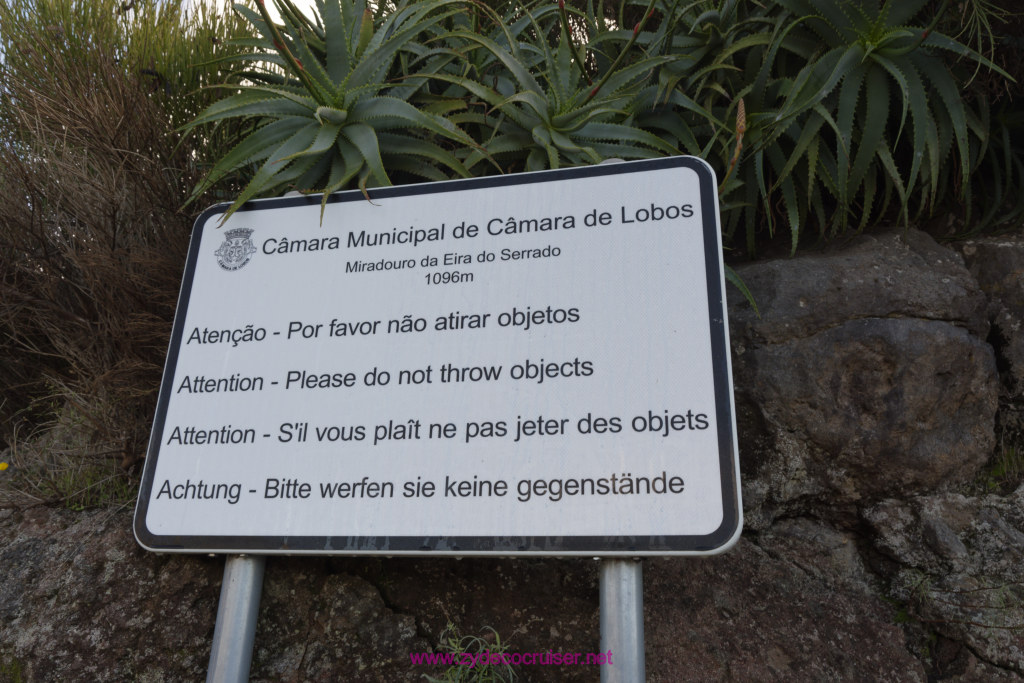 Câmara Municipal de Câmara de Lobos
Miradouro da Eira do Serrado
1096m
Atenção - Por favor não atirar objetos
Attention - Please do not throw objects
Attention - S'il vous plaît ne pas jeter des objets
Achtung - Bitte werfen sie keine gegenstände
www.zydecocruiser.net